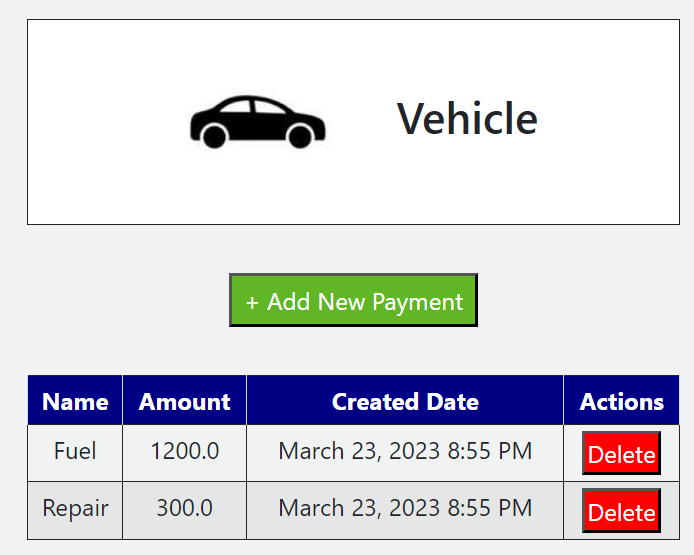 Vehicle
+ Add New Payment
Name Amount Created Date Actions
Fuel 1200.0 March 23, 2023 8:55 PM Delete
Repair 300.0 March 23, 2023 8:55 PM Delete